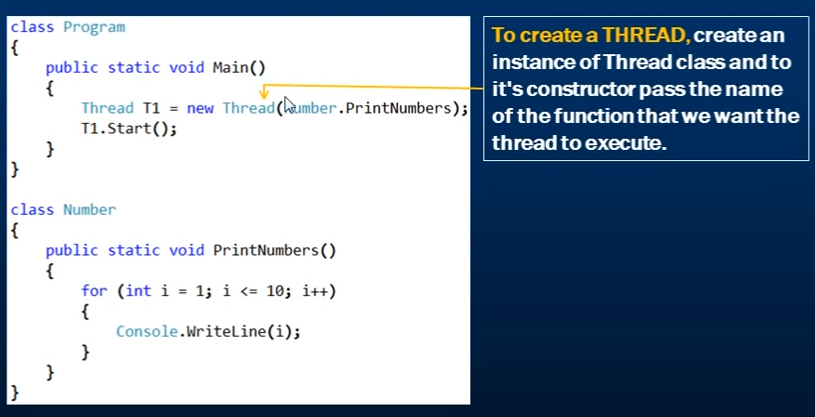 class Program
{
public static void Main()
{
Thread T1 = new Thread(Number.PrintNumbers);
T1.Start();
}
}
class Number
{
public static void PrintNumbers()
{
for (int i = 1; i <= 10; i++)
{
Console.WriteLine(i);
}
}
}
To create a THREAD, create an
instance of Thread class and to
it's constructor pass the name
of the function that we want the
thread to execute.